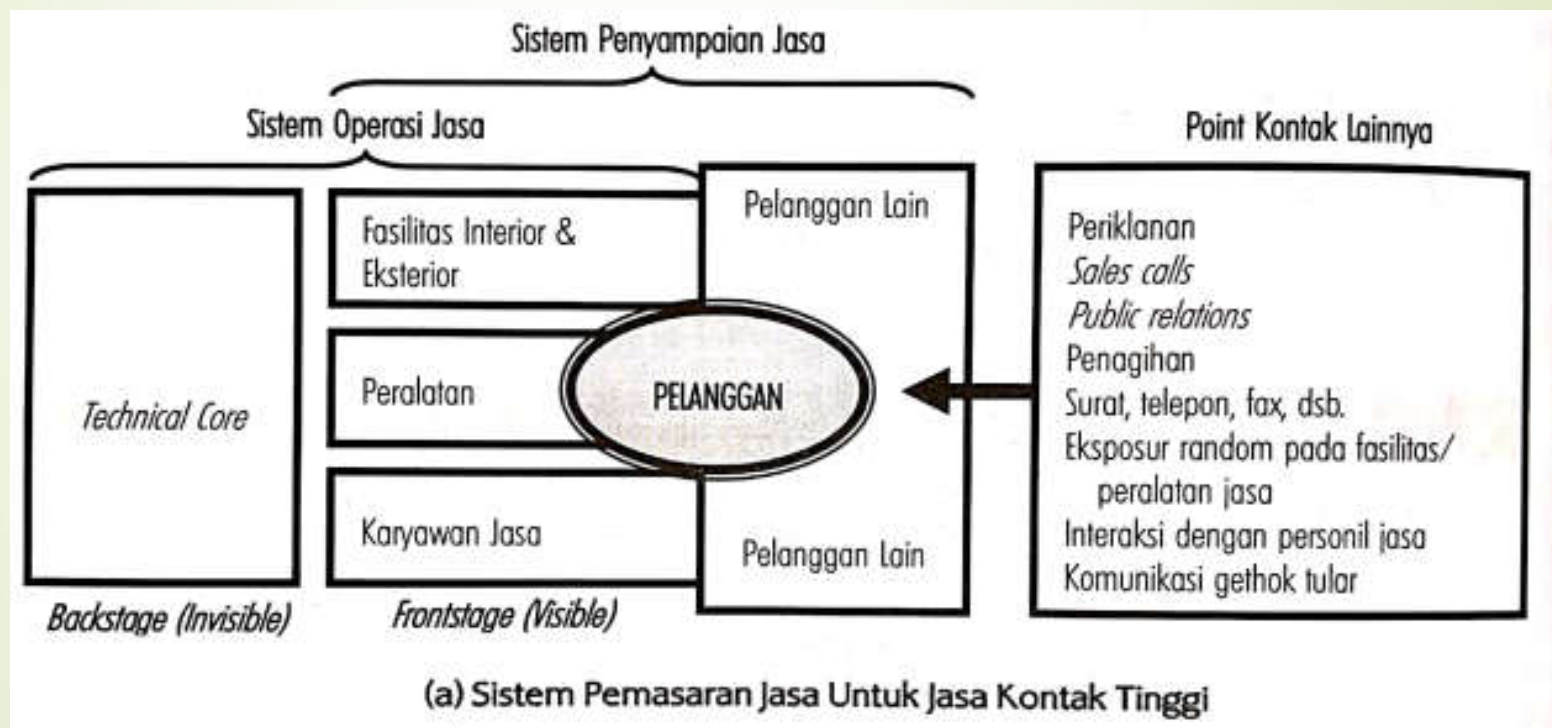 Sistem Penyampaian Jasa
Sistem Operasi Jasa
Point Kontak Lainnya
Technical Core
Backstage (Invisible)
Fasilitas Interior &
Eksterior
Peralatan
Karyawan Jasa
Frontstage (Visible)
Pelanggan Lain
PELANGGAN
Pelanggan Lain
Periklanan
Sales calls
Public relations
Penagihan
Surat, telepon, fax, dsb.
Eksposur random pada fasilitas/
peralatan jasa
Interaksi dengan personil jasa
Komunikasi gethok tular
(a) Sistem Pemasaran Jasa Untuk Jasa Kontak Tinggi